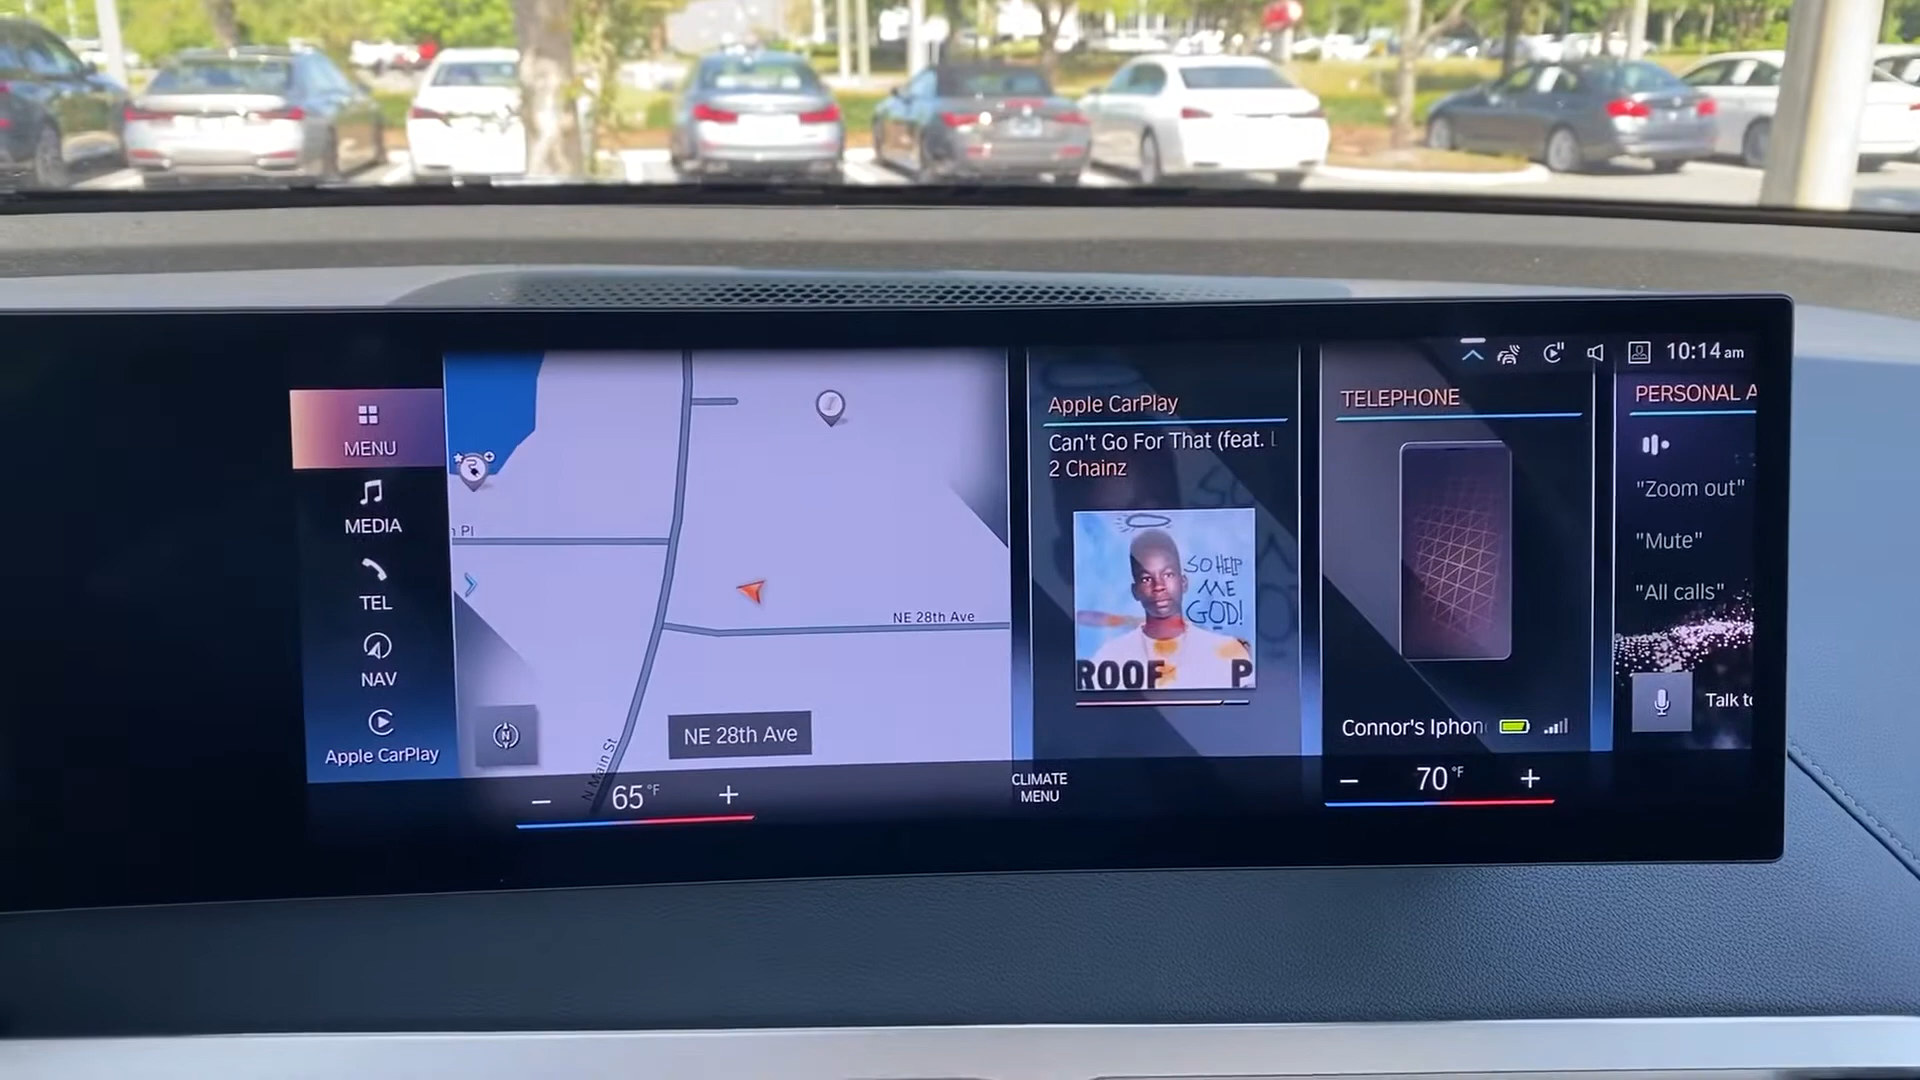 10:14 am
MENU
MEDIA
TEL
NAV
Apple CarPlay
Pl
NE 28th Ave
N Main St
NE 28th Ave
N
Apple CarPlay
Can't Go For That (feat.
2 Chainz
SO HELP
ME
GOD!
ROOF P
TELEPHONE
Connor's Iphon
PERSONAL A
"Zoom out"
"Mute"
"All calls"
Talk to
− 65°F +
CLIMATE
MENU
− 70°F +